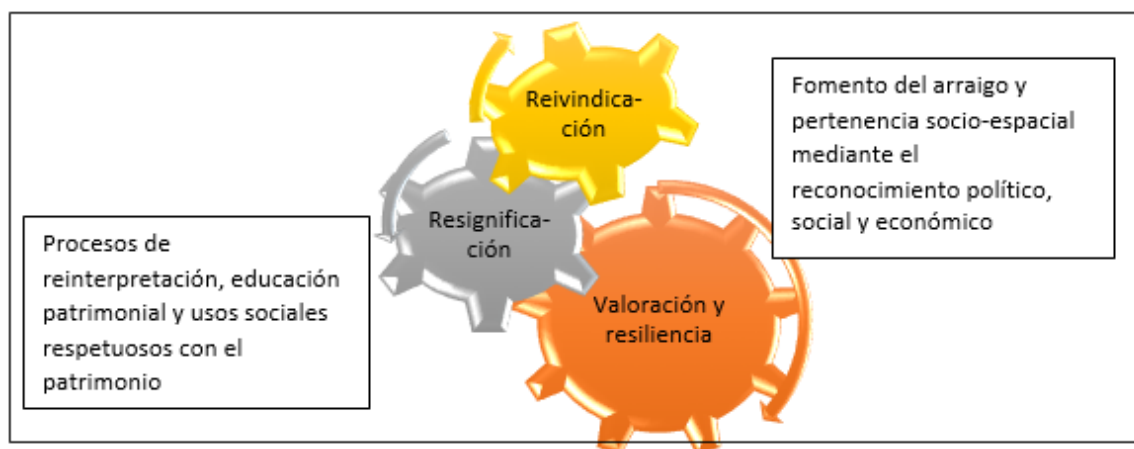 Reivindica-
ción
Fomento del arraigo y
pertenencia socio-espacial
mediante el
reconocimiento político,
social y económico
Resignifica-
ción
Procesos de
reinterpretación, educación
patrimonial y usos sociales
respetuosos con el
patrimonio
Valoración y
resiliencia